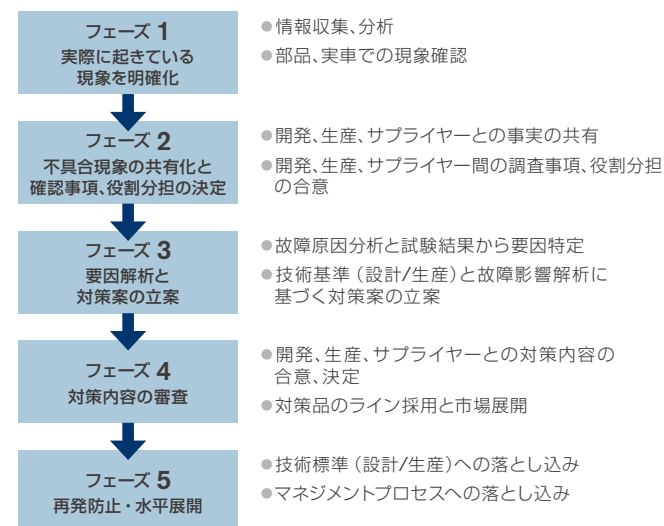 フェーズ 1
実際に起きている
現象を明確化
●情報収集、分析
●部品、実車での現象確認
フェーズ 2
不具合現象の共有化と
確認事項、役割分担の決定
●開発、生産、サプライヤーとの事実の共有
●開発、生産、サプライヤー間の調査事項、役割分担
の合意
フェーズ 3
要因解析と
対策案の立案
●故障原因分析と試験結果から要因特定
●技術基準（設計/生産）と故障影響解析に
基づく対策案の立案
フェーズ 4
対策内容の審査
●開発、生産、サプライヤーとの対策内容の
合意、決定
●対策品のライン採用と市場展開
フェーズ 5
再発防止・水平展開
●技術標準（設計/生産）への落とし込み
●マネジメントプロセスへの落とし込み